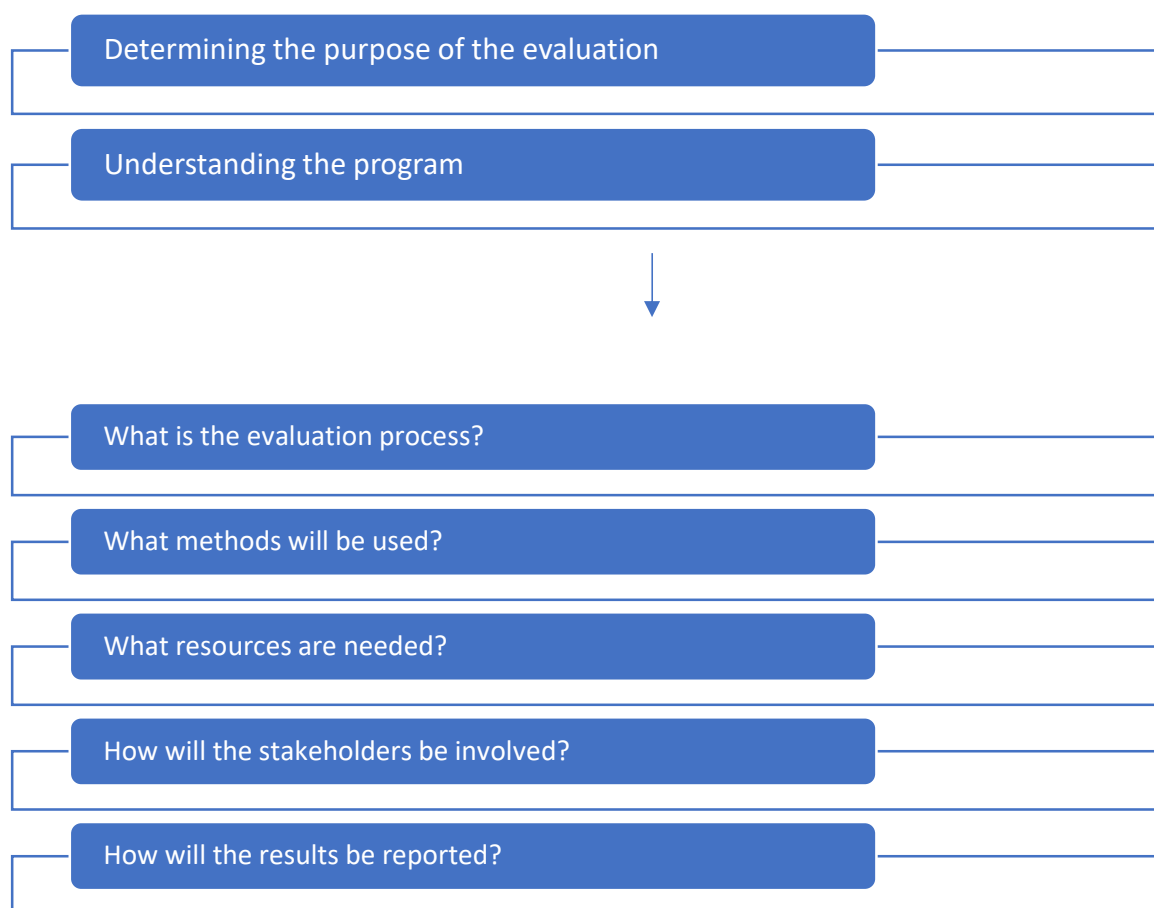 Determining the purpose of the evaluation
Understanding the program
What is the evaluation process?
What methods will be used?
What resources are needed?
How will the stakeholders be involved?
How will the results be reported?